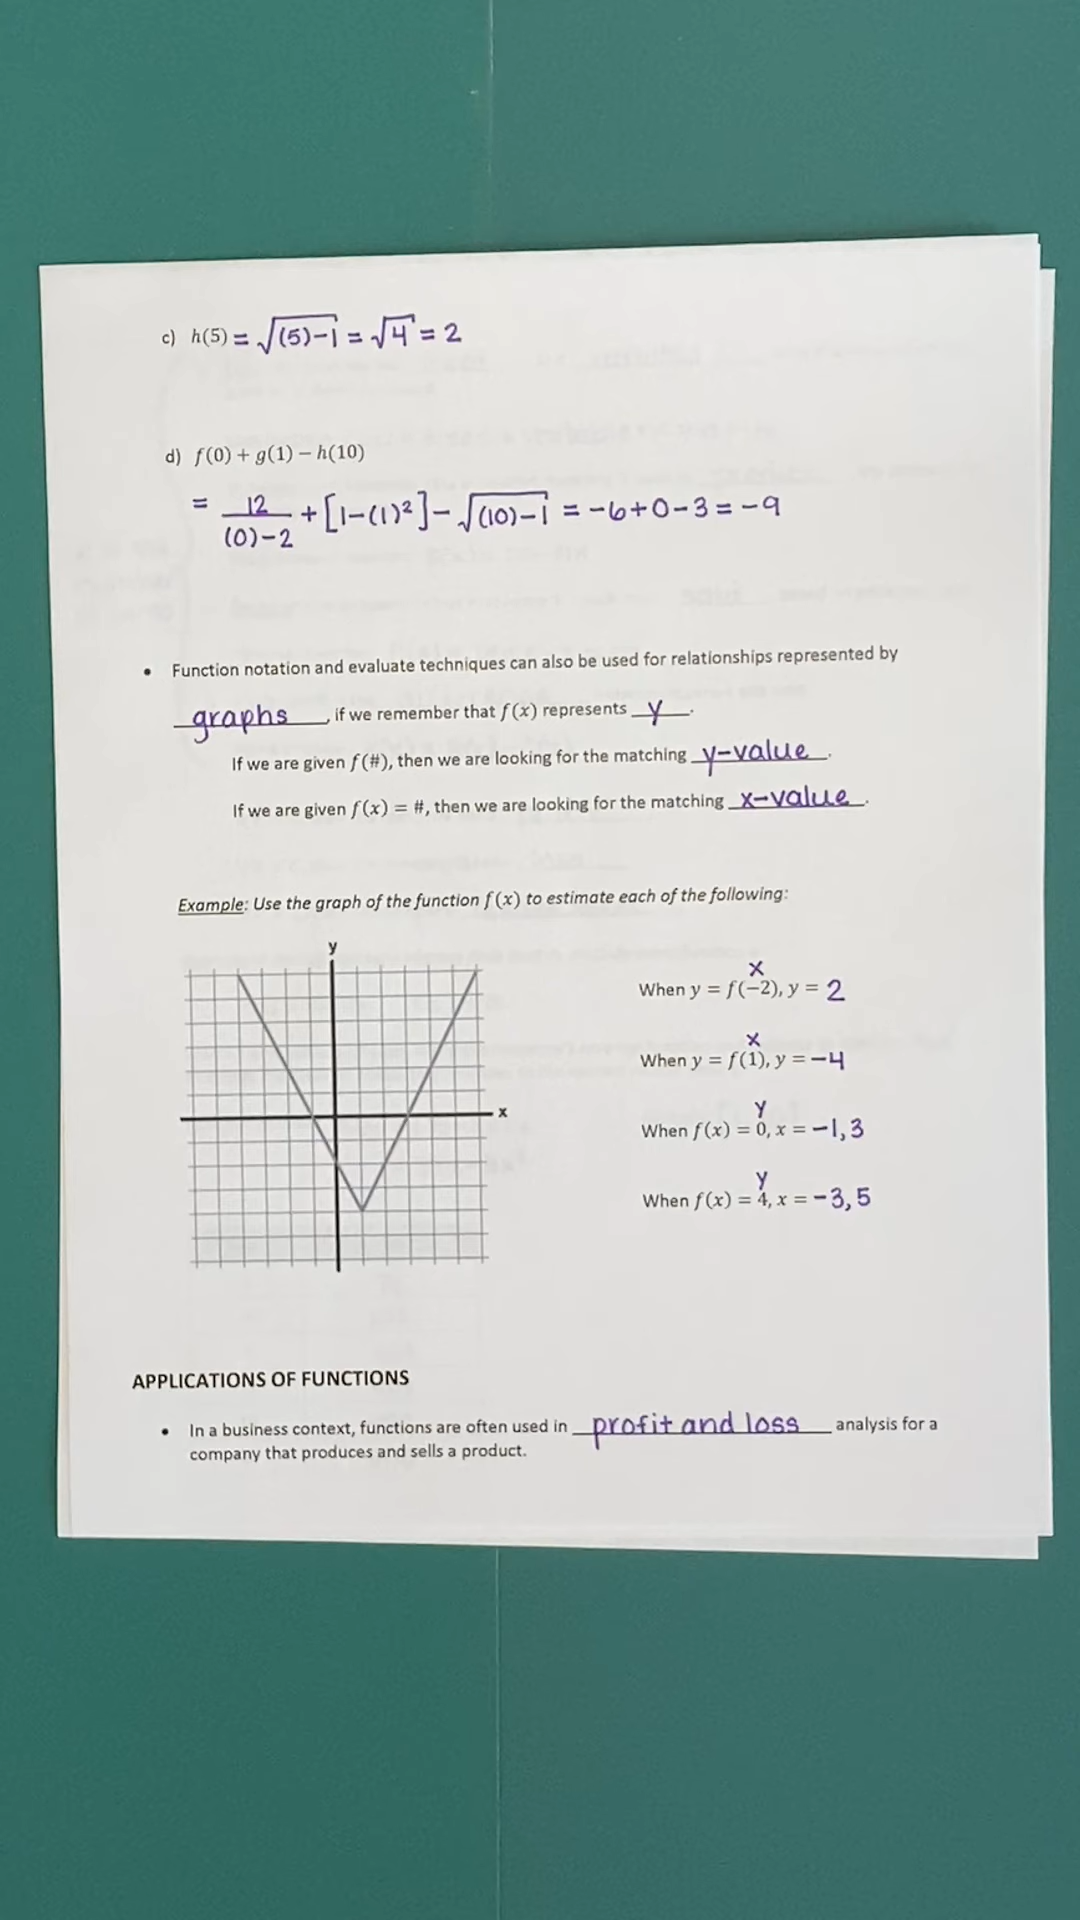 c) h(5) = √(5)-1 = √4 = 2
d) f(0) + g(1) − h(10)
= 12/(0)-2 + [1-(1)²] - √(10)-1 = -6+0-3 = -9
• Function notation and evaluate techniques can also be used for relationships represented by
graphs, if we remember that f(x) represents y.
If we are given f(#), then we are looking for the matching y-value.
If we are given f(x) = #, then we are looking for the matching x-value.
Example: Use the graph of the function f(x) to estimate each of the following:
y
x
x
When y = f(−2), y = 2
x
When y = f(1), y = -4
y
When f(x) = 0, x = -1, 3
y
When f(x) = 4, x = -3, 5
APPLICATIONS OF FUNCTIONS
• In a business context, functions are often used in profit and loss analysis for a
company that produces and sells a product.